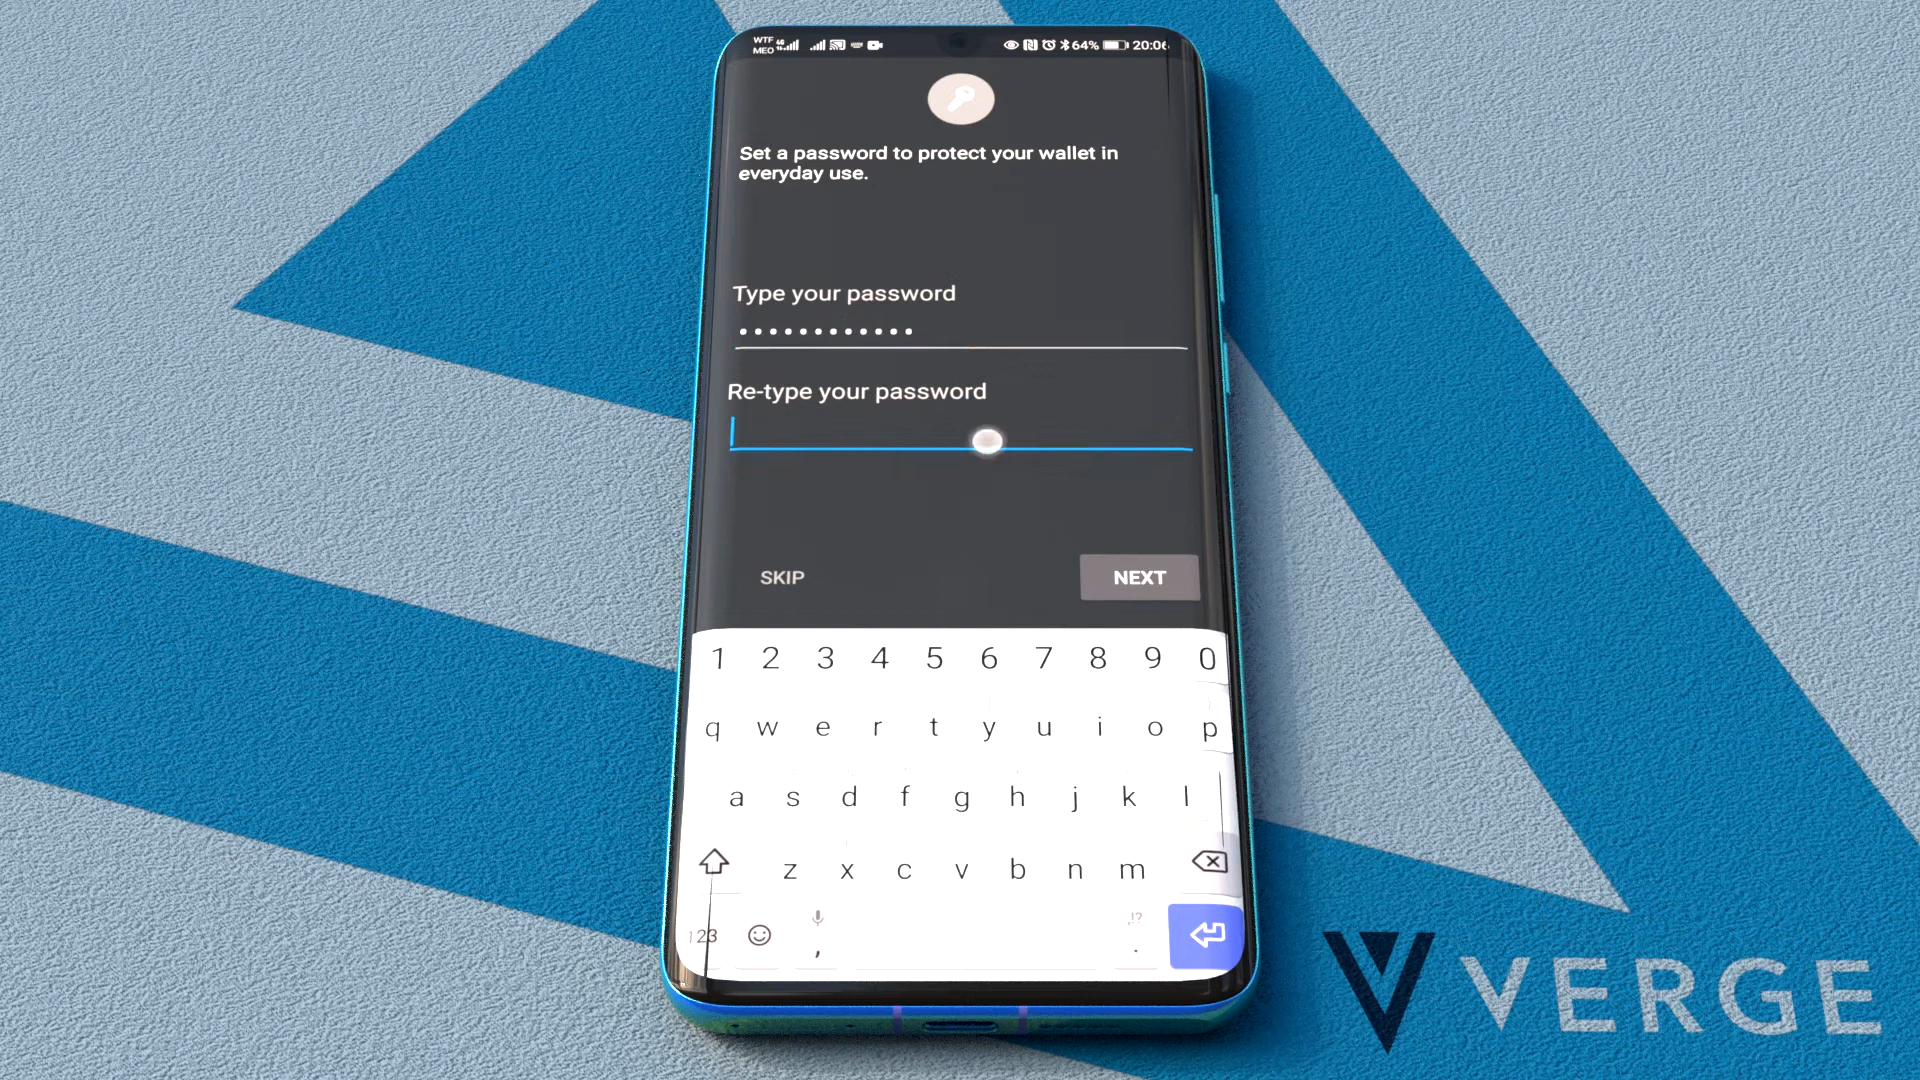 WTF
MEO
4G
64%
20:06
Set a password to protect your wallet in
everyday use.
Type your password
Re-type your password
SKIP
NEXT
1 2 3 4 5 6 7 8 9 0
q w e r t y u i o p
a s d f g h j k l
z x c v b n m
123 , !? .
VERGE